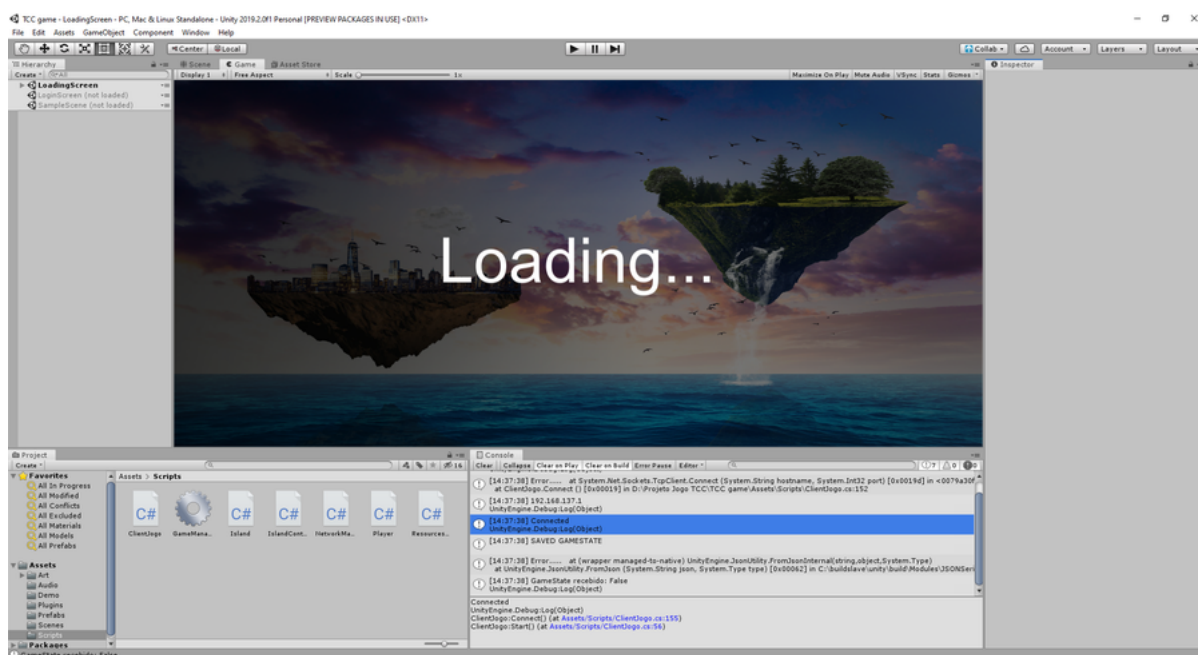 TCC game - LoadingScreen - PC, Mac & Linux Standalone - Unity 2019.2.0f1 Personal [PREVIEW PACKAGES IN USE] <DX11>
File Edit Assets GameObject Component Window Help
Center Local
Collab Account Layers Layout
Hierarchy
Scene Game Asset Store
Inspector
Create All
Display 1 Free Aspect Scale 1x
Maximize On Play Mute Audio VSync Stats Gizmos
LoadingScreen
LoginScreen (not loaded)
SampleScene (not loaded)
Loading...
Project
Create
16
Favorites
All In Progress
All Modified
All Conflicts
All Excluded
All Materials
All Models
All Prefabs
Assets
Art
Audio
Demo
Plugins
Prefabs
Scenes
Scripts
Packages
Assets > Scripts
C# C# C# C# C# C#
ClientJogo GameMana... Island IslandCont... NetworkMa... Player Resources...
Console
Clear Collapse Clear on Play Clear on Build Error Pause Editor
7 0 0
UnityEngine.Debug:Log(Object)
[14:37:38] Error..... at System.Net.Sockets.TcpClient.Connect (System.String hostname, System.Int32 port) [0x0019d] in <0079a30f
at ClientJogo.Connect () [0x00019] in D:\Projeto Jogo TCC\TCC game\Assets\Scripts\ClientJogo.cs:152
[14:37:38] 192.168.137.1
UnityEngine.Debug:Log(Object)
[14:37:38] Connected
UnityEngine.Debug:Log(Object)
[14:37:38] SAVED GAMESTATE
[14:37:38] Error..... at (wrapper managed-to-native) UnityEngine.JsonUtility.FromJsonInternal(string,object,System.Type)
at UnityEngine.JsonUtility.FromJson (System.String json, System.Type type) [0x00062] in C:\buildslave\unity\build\Modules\JSONSeri
[14:37:38] GameState recebido: False
UnityEngine.Debug:Log(Object)
Connected
UnityEngine.Debug:Log(Object)
ClientJogo:Connect() (at Assets/Scripts/ClientJogo.cs:155)
ClientJogo:Start() (at Assets/Scripts/ClientJogo.cs:56)
GameState recebido: False